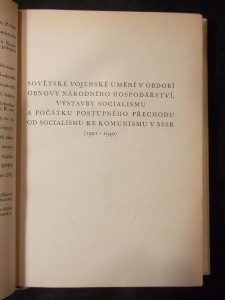 SOVĚTSKÉ VOJENSKÉ UMĚNÍ V OBDOBÍ
OBNOVY NÁRODNÍHO HOSPODÁŘSTVÍ,
VÝSTAVBY SOCIALISMU
A POČÁTKU POSTUPNÉHO PŘECHODU
OD SOCIALISMU KE KOMUNISMU V SSSR
(1921 - 1940)